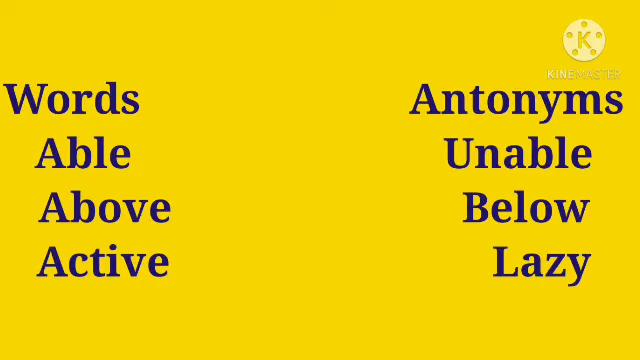 K
KINEMASTER
Words Antonyms
Able Unable
Above Below
Active Lazy